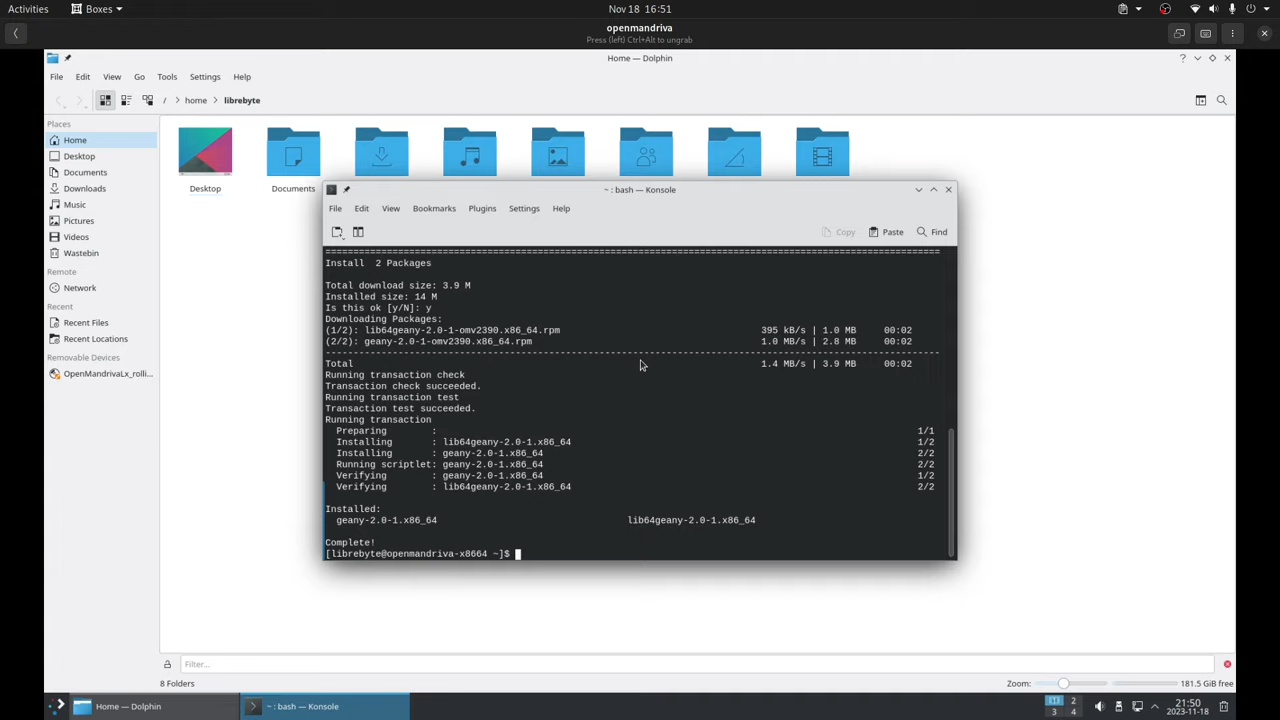 Activities Boxes Nov 18 16:51
openmandriva
Press (left) Ctrl+Alt to ungrab
Home — Dolphin
File Edit View Go Tools Settings Help
/ home librebyte
Places
Home
Desktop
Documents
Downloads
Music
Pictures
Videos
Wastebin
Remote
Network
Recent
Recent Files
Recent Locations
Removable Devices
OpenMandrivaLx_rolli...
Desktop
Documents
~ : bash — Konsole
File Edit View Bookmarks Plugins Settings Help
Copy Paste Find
================================================================================
Install  2 Packages
Total download size: 3.9 M
Installed size: 14 M
Is this ok [y/N]: y
Downloading Packages:
(1/2): lib64geany-2.0-1-omv2390.x86_64.rpm 395 kB/s | 1.0 MB 00:02
(2/2): geany-2.0-1-omv2390.x86_64.rpm 1.0 MB/s | 2.8 MB 00:02
--------------------------------------------------------------------------------
Total 1.4 MB/s | 3.9 MB 00:02
Running transaction check
Transaction check succeeded.
Running transaction test
Transaction test succeeded.
Running transaction
Preparing : 1/1
Installing : lib64geany-2.0-1.x86_64 1/2
Installing : geany-2.0-1.x86_64 2/2
Running scriptlet: geany-2.0-1.x86_64 2/2
Verifying : geany-2.0-1.x86_64 1/2
Verifying : lib64geany-2.0-1.x86_64 2/2
Installed:
geany-2.0-1.x86_64 lib64geany-2.0-1.x86_64
Complete!
[librebyte@openmandriva-x8664 ~]$
Filter...
8 Folders Zoom: 181.5 GiB free
Home — Dolphin ~ : bash — Konsole 1 2 3 4 21:50
2023-11-18